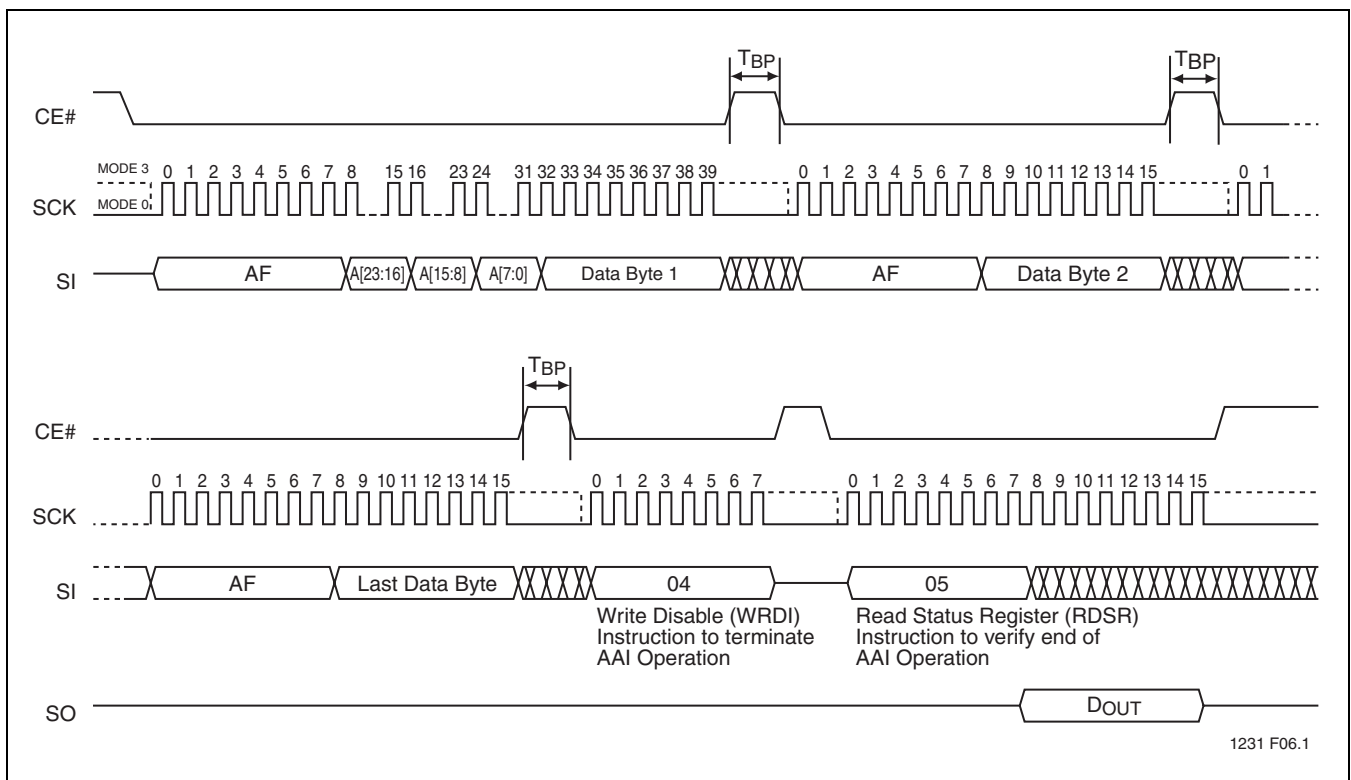 TBP TBP
CE#
MODE 3 0 1 2 3 4 5 6 7 8 15 16 23 24 31 32 33 34 35 36 37 38 39 0 1 2 3 4 5 6 7 8 9 10 11 12 13 14 15 0 1
SCK MODE 0
SI AF A[23:16] A[15:8] A[7:0] Data Byte 1 AF Data Byte 2
TBP
CE#
0 1 2 3 4 5 6 7 8 9 10 11 12 13 14 15 0 1 2 3 4 5 6 7 0 1 2 3 4 5 6 7 8 9 10 11 12 13 14 15
SCK
SI AF Last Data Byte 04 05
Write Disable (WRDI)
Instruction to terminate
AAI Operation
Read Status Register (RDSR)
Instruction to verify end of
AAI Operation
SO DOUT
1231 F06.1